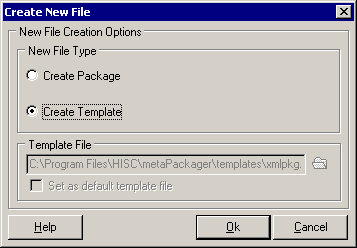 Create New File
New File Creation Options
New File Type
Create Package
Create Template
Template File
C:\Program Files\HISC\metaPackager\templates\xmlpkg.
Set as default template file
Help
Ok
Cancel